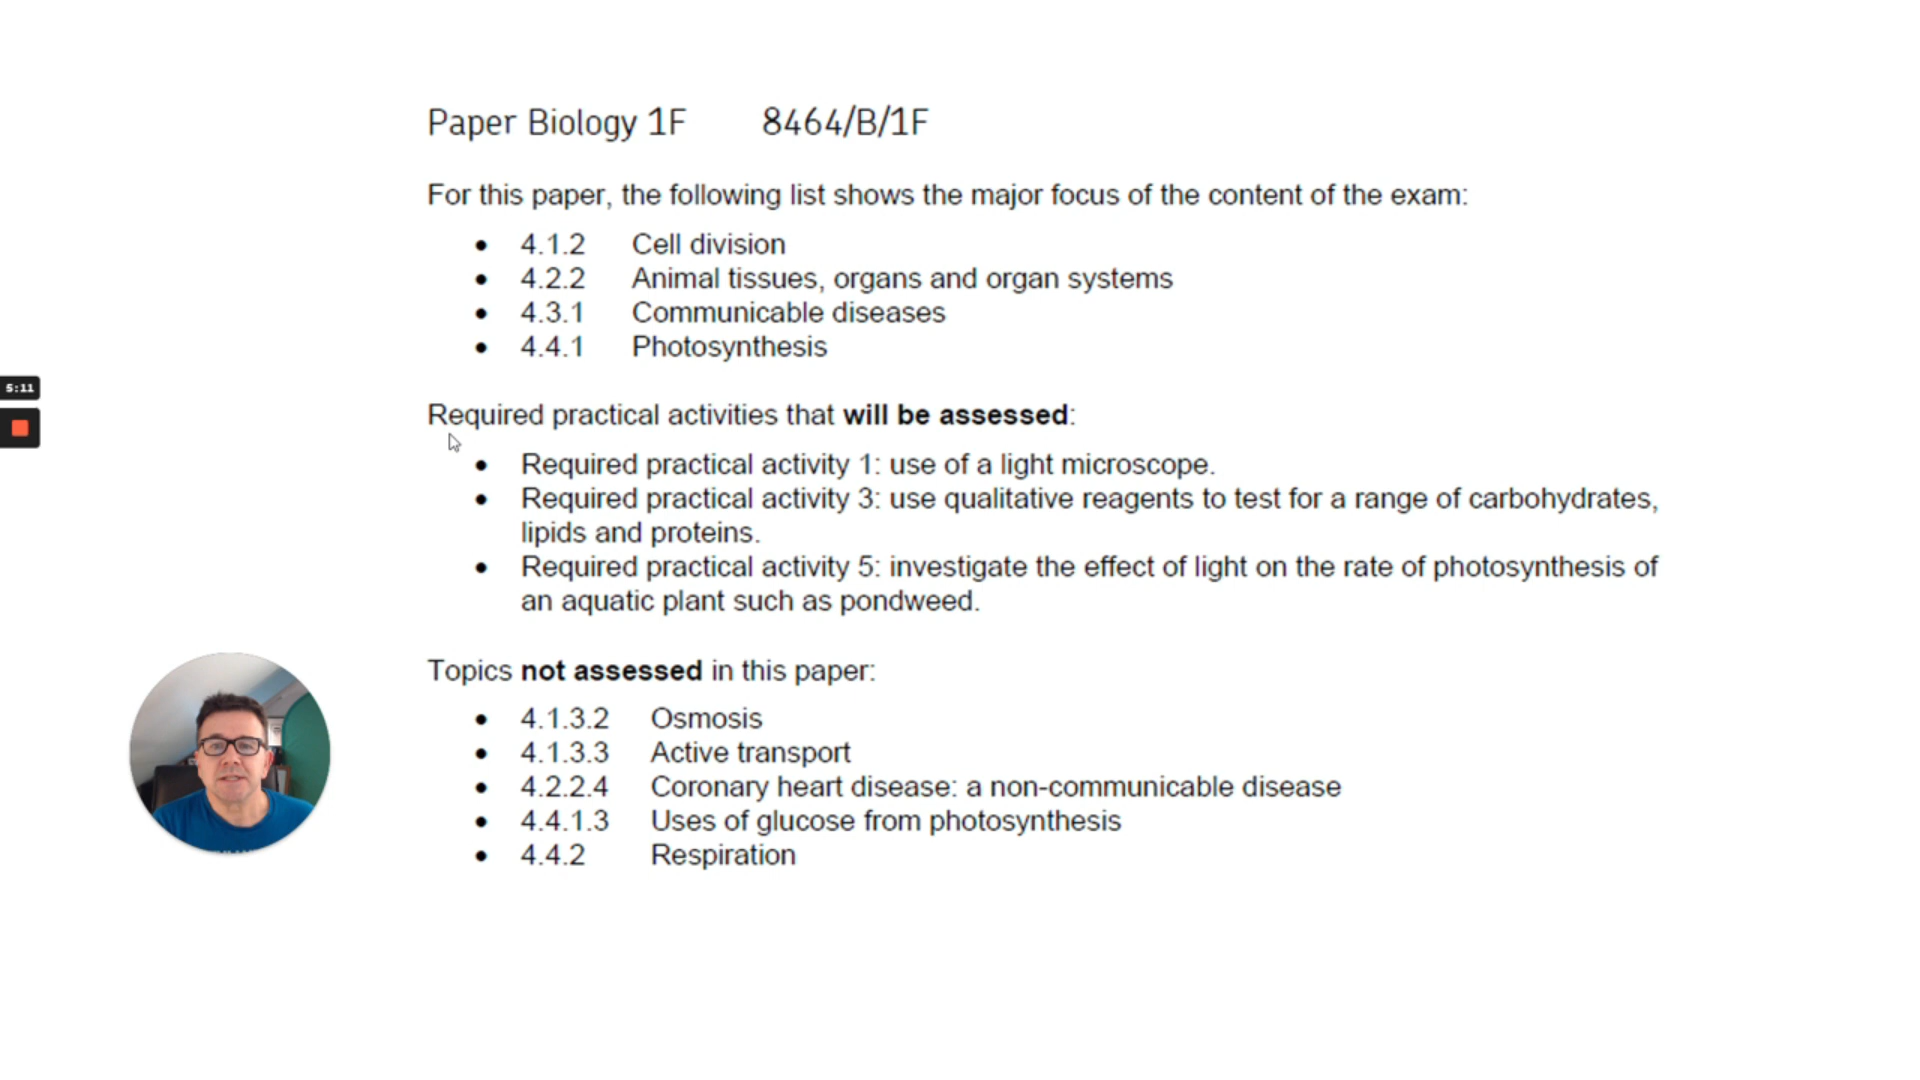 Paper Biology 1F 8464/B/1F
For this paper, the following list shows the major focus of the content of the exam:
• 4.1.2 Cell division
• 4.2.2 Animal tissues, organs and organ systems
• 4.3.1 Communicable diseases
• 4.4.1 Photosynthesis
5:11
Required practical activities that will be assessed:
• Required practical activity 1: use of a light microscope.
• Required practical activity 3: use qualitative reagents to test for a range of carbohydrates,
lipids and proteins.
• Required practical activity 5: investigate the effect of light on the rate of photosynthesis of
an aquatic plant such as pondweed.
Topics not assessed in this paper:
• 4.1.3.2 Osmosis
• 4.1.3.3 Active transport
• 4.2.2.4 Coronary heart disease: a non-communicable disease
• 4.4.1.3 Uses of glucose from photosynthesis
• 4.4.2 Respiration